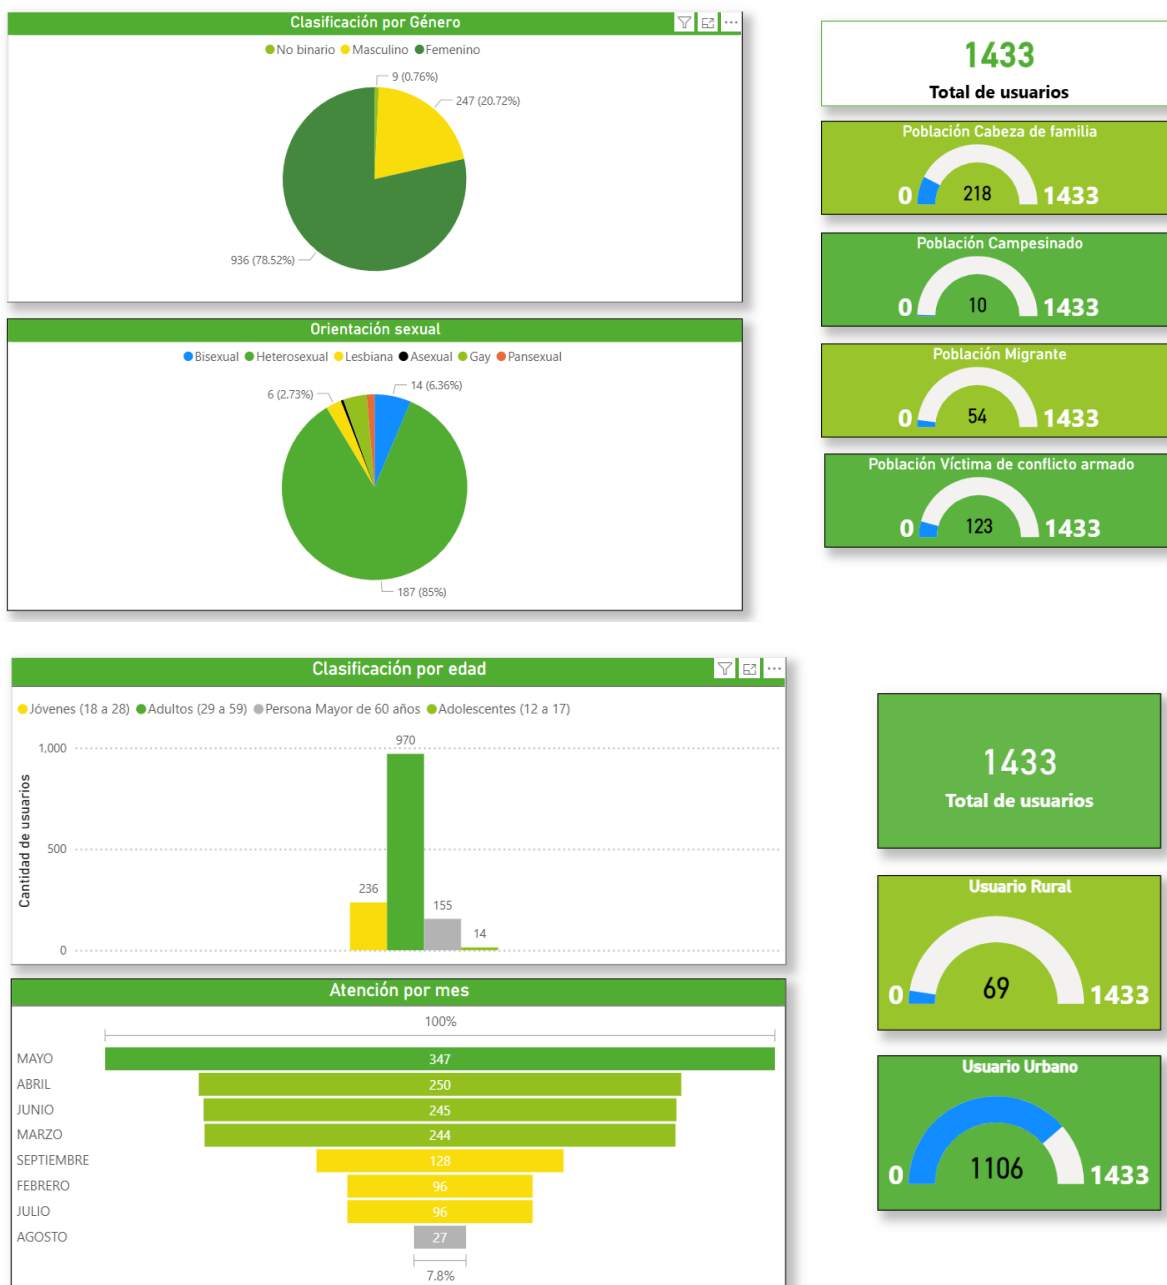 Clasificación por Género
No binario Masculino Femenino
9 (0.76%)
247 (20.72%)
936 (78.52%)
Orientación sexual
Bisexual Heterosexual Lesbiana Asexual Gay Pansexual
6 (2.73%)
14 (6.36%)
187 (85%)
1433
Total de usuarios
Población Cabeza de familia
0 218 1433
Población Campesinado
0 10 1433
Población Migrante
0 54 1433
Población Víctima de conflicto armado
0 123 1433
Clasificación por edad
Jóvenes (18 a 28) Adultos (29 a 59) Persona Mayor de 60 años Adolescentes (12 a 17)
Cantidad de usuarios
1,000
500
0
236
970
155
14
Atención por mes
100%
MAYO 347
ABRIL 250
JUNIO 245
MARZO 244
SEPTIEMBRE 128
FEBRERO 96
JULIO 96
AGOSTO 27
7.8%
1433
Total de usuarios
Usuario Rural
0 69 1433
Usuario Urbano
0 1106 1433